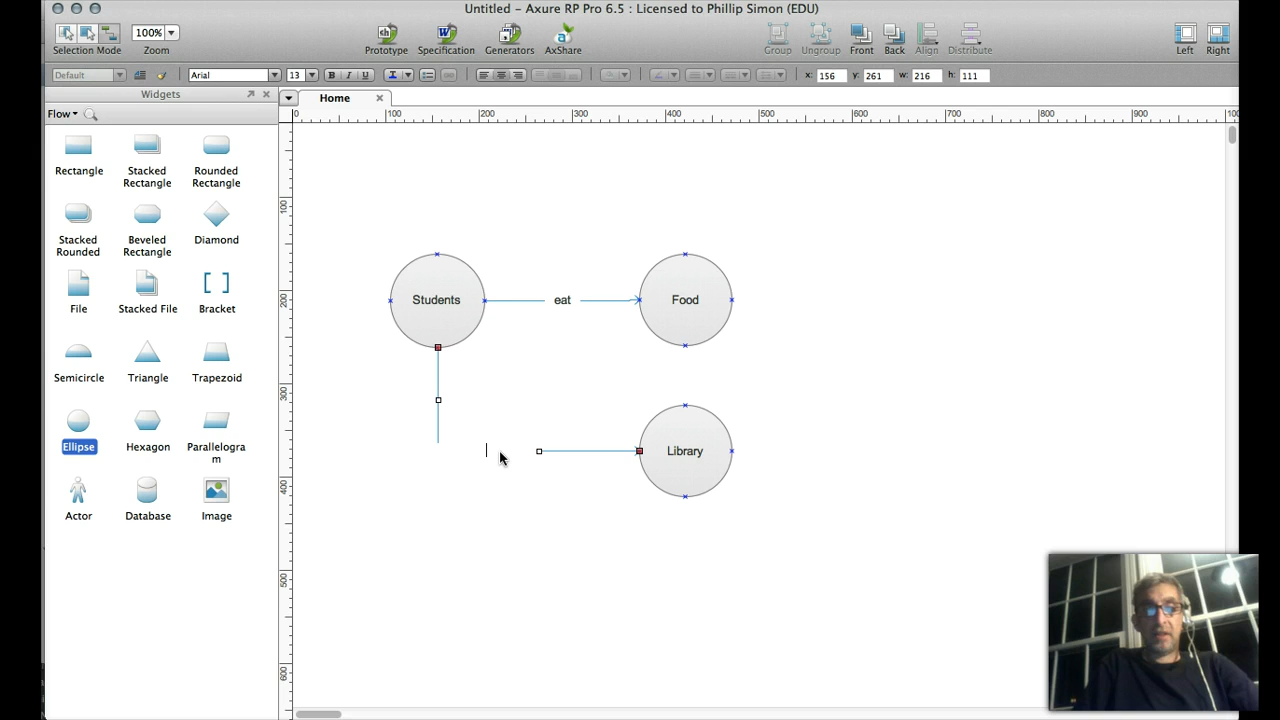 Untitled - Axure RP Pro 6.5 : Licensed to Phillip Simon (EDU)
100%
Selection Mode
Zoom
Prototype
Specification
Generators
AxShare
Group
Ungroup
Front
Back
Align
Distribute
Left
Right
Default
Arial
13
B I U
x: 156
y: 261
w: 216
h: 111
Widgets
Home
Flow
0 100 200 300 400 500 600 700 800 900 100
100
200
300
400
500
600
Rectangle
Stacked Rectangle
Rounded Rectangle
Stacked Rounded
Beveled Rectangle
Diamond
File
Stacked File
Bracket
Semicircle
Triangle
Trapezoid
Ellipse
Hexagon
Parallelogra
m
Actor
Database
Image
Students
eat
Food
Library